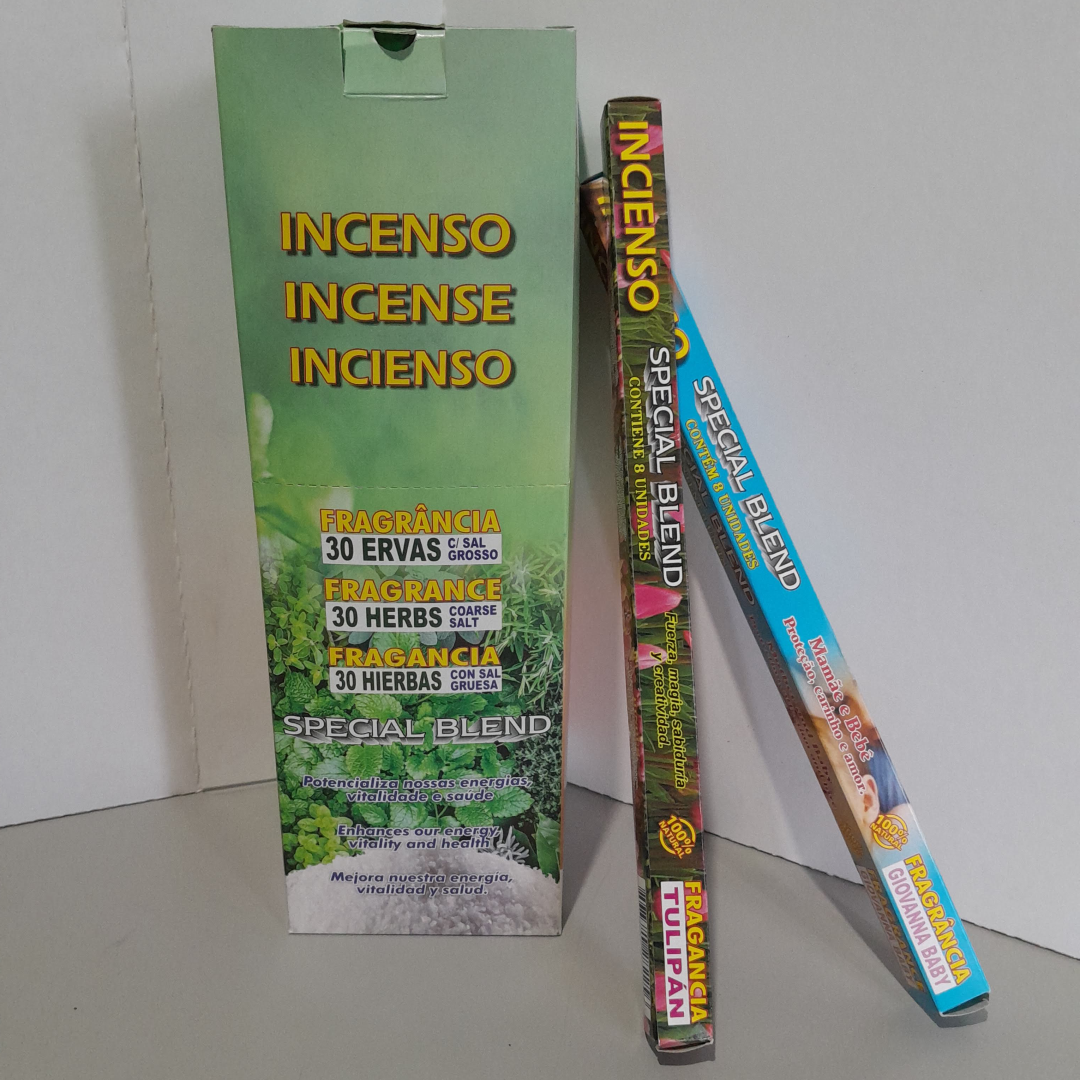 INCENSO
INCENSE
INCIENSO
FRAGRÂNCIA
30 ERVAS C/ SAL GROSSO
FRAGRANCE
30 HERBS COARSE SALT
FRAGANCIA
30 HIERBAS CON SAL GRUESA
SPECIAL BLEND
Potencializa nossas energias,
vitalidade e saúde
Enhances our energy,
vitality and health
Mejora nuestra energía,
vitalidad y salud.
INCIENSO
SPECIAL BLEND
CONTIENE 8 UNIDADES
Fuerza, magia, sabiduría
y creatividad.
100%
NATURAL
FRAGANCIA
TULIPÁN
SPECIAL BLEND
CONTÉM 8 UNIDADES
Mamãe e Bebê
Proteção, carinho e amor.
100%
NATURAL
FRAGRÂNCIA
GIOVANNA BABY